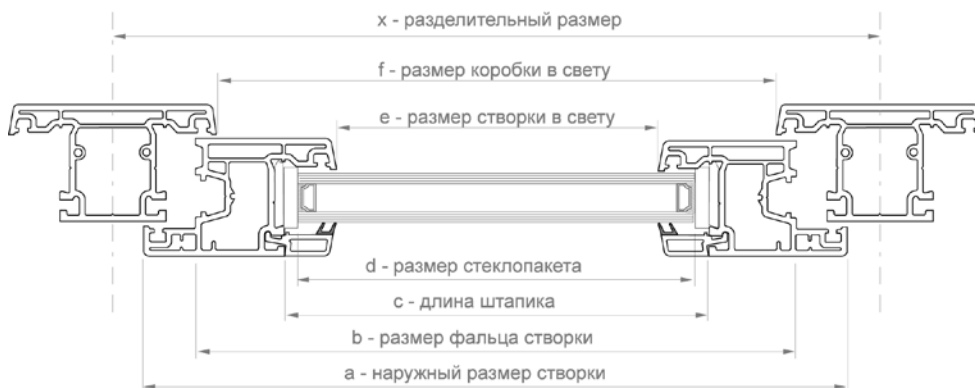 x - разделительный размер
f - размер коробки в свету
e - размер створки в свету
d - размер стеклопакета
c - длина штапика
b - размер фальца створки
a - наружный размер створки